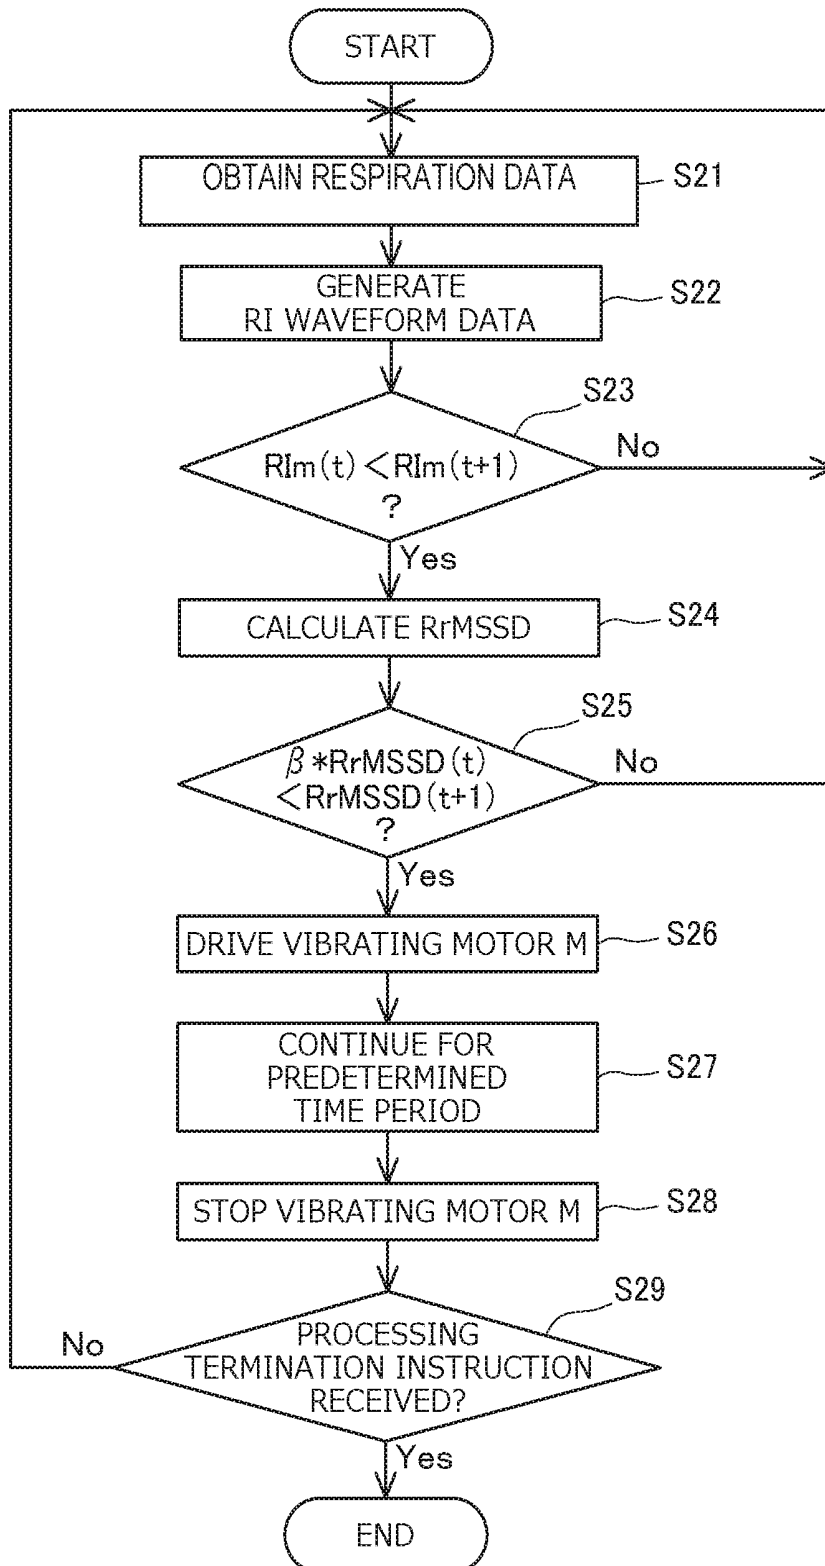 START
OBTAIN RESPIRATION DATA
S21
GENERATE
RI WAVEFORM DATA
S22
S23
RIm(t) <RIm(t+1)
?
No
Yes
CALCULATE RrMSSD
S24
S25
β*RrMSSD(t)
<RrMSSD(t+1)
?
No
Yes
DRIVE VIBRATING MOTOR M
S26
CONTINUE FOR
PREDETERMINED
TIME PERIOD
S27
STOP VIBRATING MOTOR M
S28
S29
PROCESSING
TERMINATION INSTRUCTION
RECEIVED?
No
Yes
END